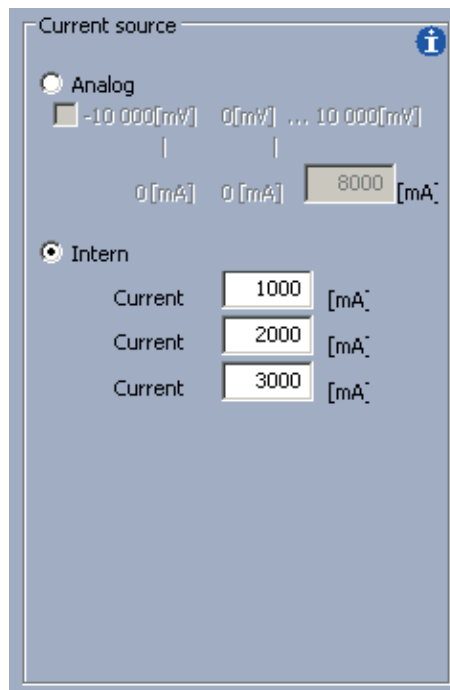 Current source
Analog
-10 000[mV] 0[mV] ... 10 000[mV]
0[mA] 0[mA] 8000 [mA]
Intern
Current 1000 [mA]
Current 2000 [mA]
Current 3000 [mA]